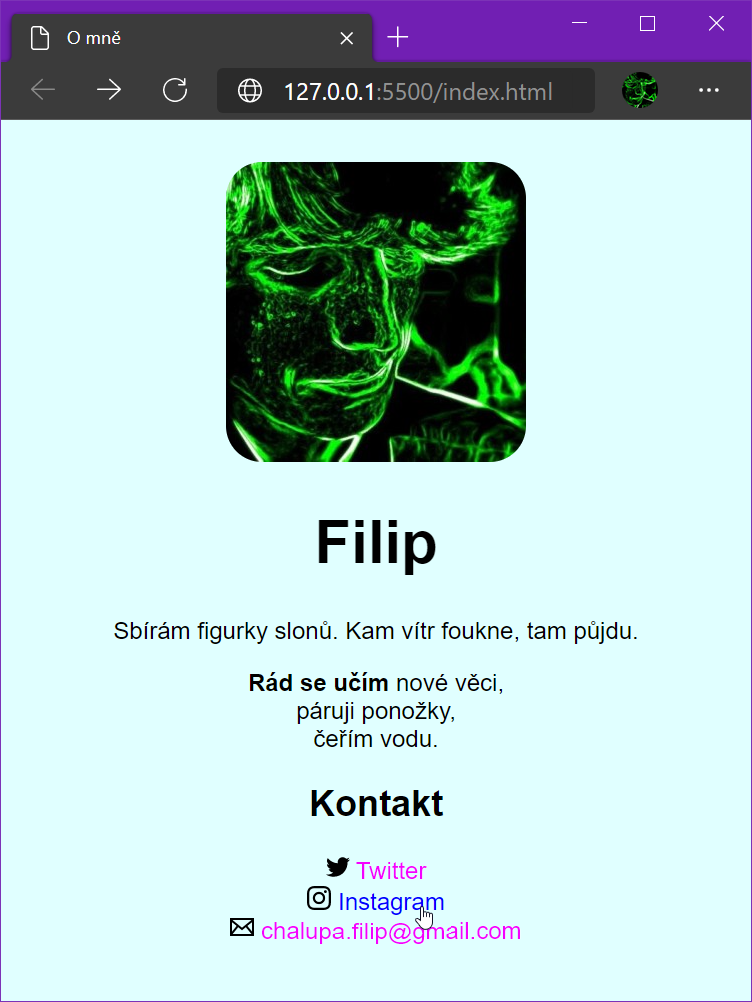 O mně
127.0.0.1:5500/index.html
Filip
Sbírám figurky slonů. Kam vítr foukne, tam půjdu.
Rád se učím nové věci,
páruji ponožky,
čeřím vodu.
Kontakt
Twitter
Instagram
chalupa.filip@gmail.com